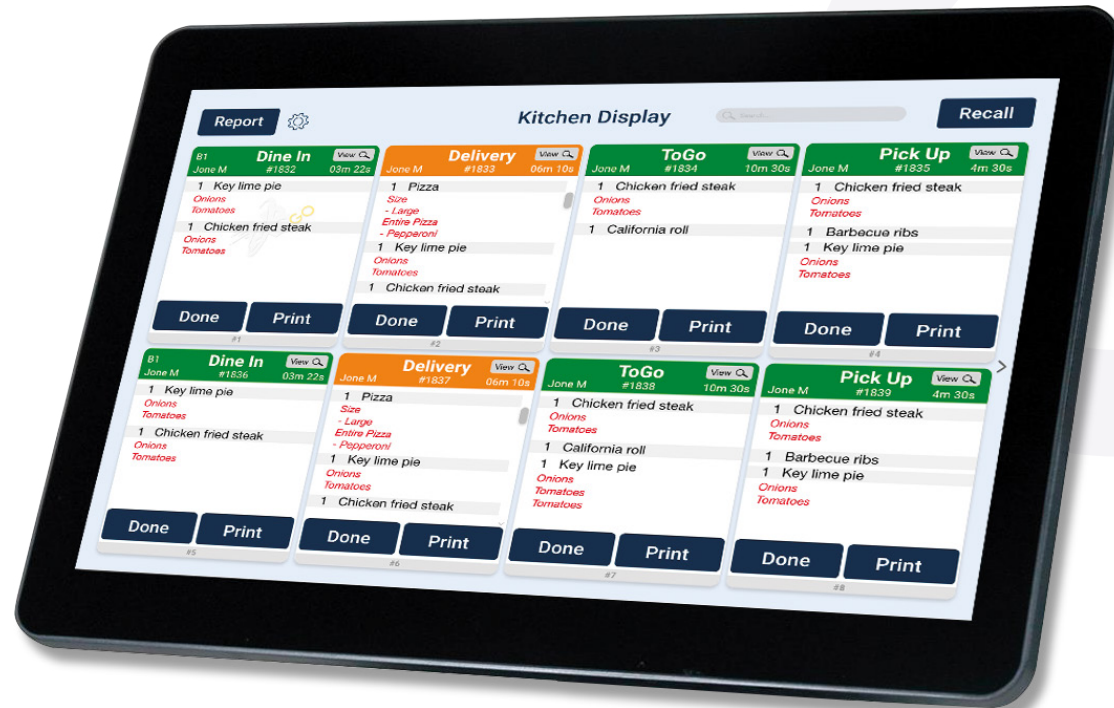 Report
Kitchen Display
Search...
Recall
B1 Dine In View
Jone M #1832 03m 22s
1 Key lime pie
Onions
Tomatoes
1 Chicken fried steak
Onions
Tomatoes
GO
Done Print
#1
Delivery View
Jone M #1833 06m 10s
1 Pizza
Size
- Large
Entire Pizza
- Pepperoni
1 Key lime pie
Onions
Tomatoes
1 Chicken fried steak
Done Print
#2
ToGo View
Jone M #1834 10m 30s
1 Chicken fried steak
Onions
Tomatoes
1 California roll
Done Print
#3
Pick Up View
Jone M #1835 4m 30s
1 Chicken fried steak
Onions
Tomatoes
1 Barbecue ribs
1 Key lime pie
Onions
Tomatoes
Done Print
#4
B1 Dine In View
Jone M #1836 03m 22s
1 Key lime pie
Onions
Tomatoes
1 Chicken fried steak
Onions
Tomatoes
Done Print
#5
Delivery View
Jone M #1837 06m 10s
1 Pizza
Size
- Large
Entire Pizza
- Pepperoni
1 Key lime pie
Onions
Tomatoes
1 Chicken fried steak
Done Print
#6
ToGo View
Jone M #1838 10m 30s
1 Chicken fried steak
Onions
Tomatoes
1 California roll
1 Key lime pie
Onions
Tomatoes
Tomatoes
Done Print
#7
Pick Up View
Jone M #1839 4m 30s
1 Chicken fried steak
Onions
Tomatoes
1 Barbecue ribs
1 Key lime pie
Onions
Tomatoes
Done Print
#8